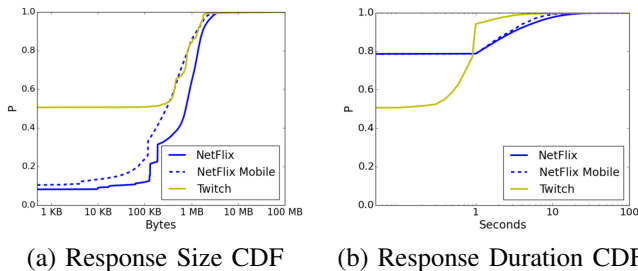 1.0
0.8
0.6
0.4
0.2
0.0
P
NetFlix
NetFlix Mobile
Twitch
1 KB 10 KB 100 KB 1 MB 10 MB 100 MB
Bytes
(a) Response Size CDF
1.0
0.8
0.6
0.4
0.2
0.0
P
NetFlix
NetFlix Mobile
Twitch
1 10 100
Seconds
(b) Response Duration CDF